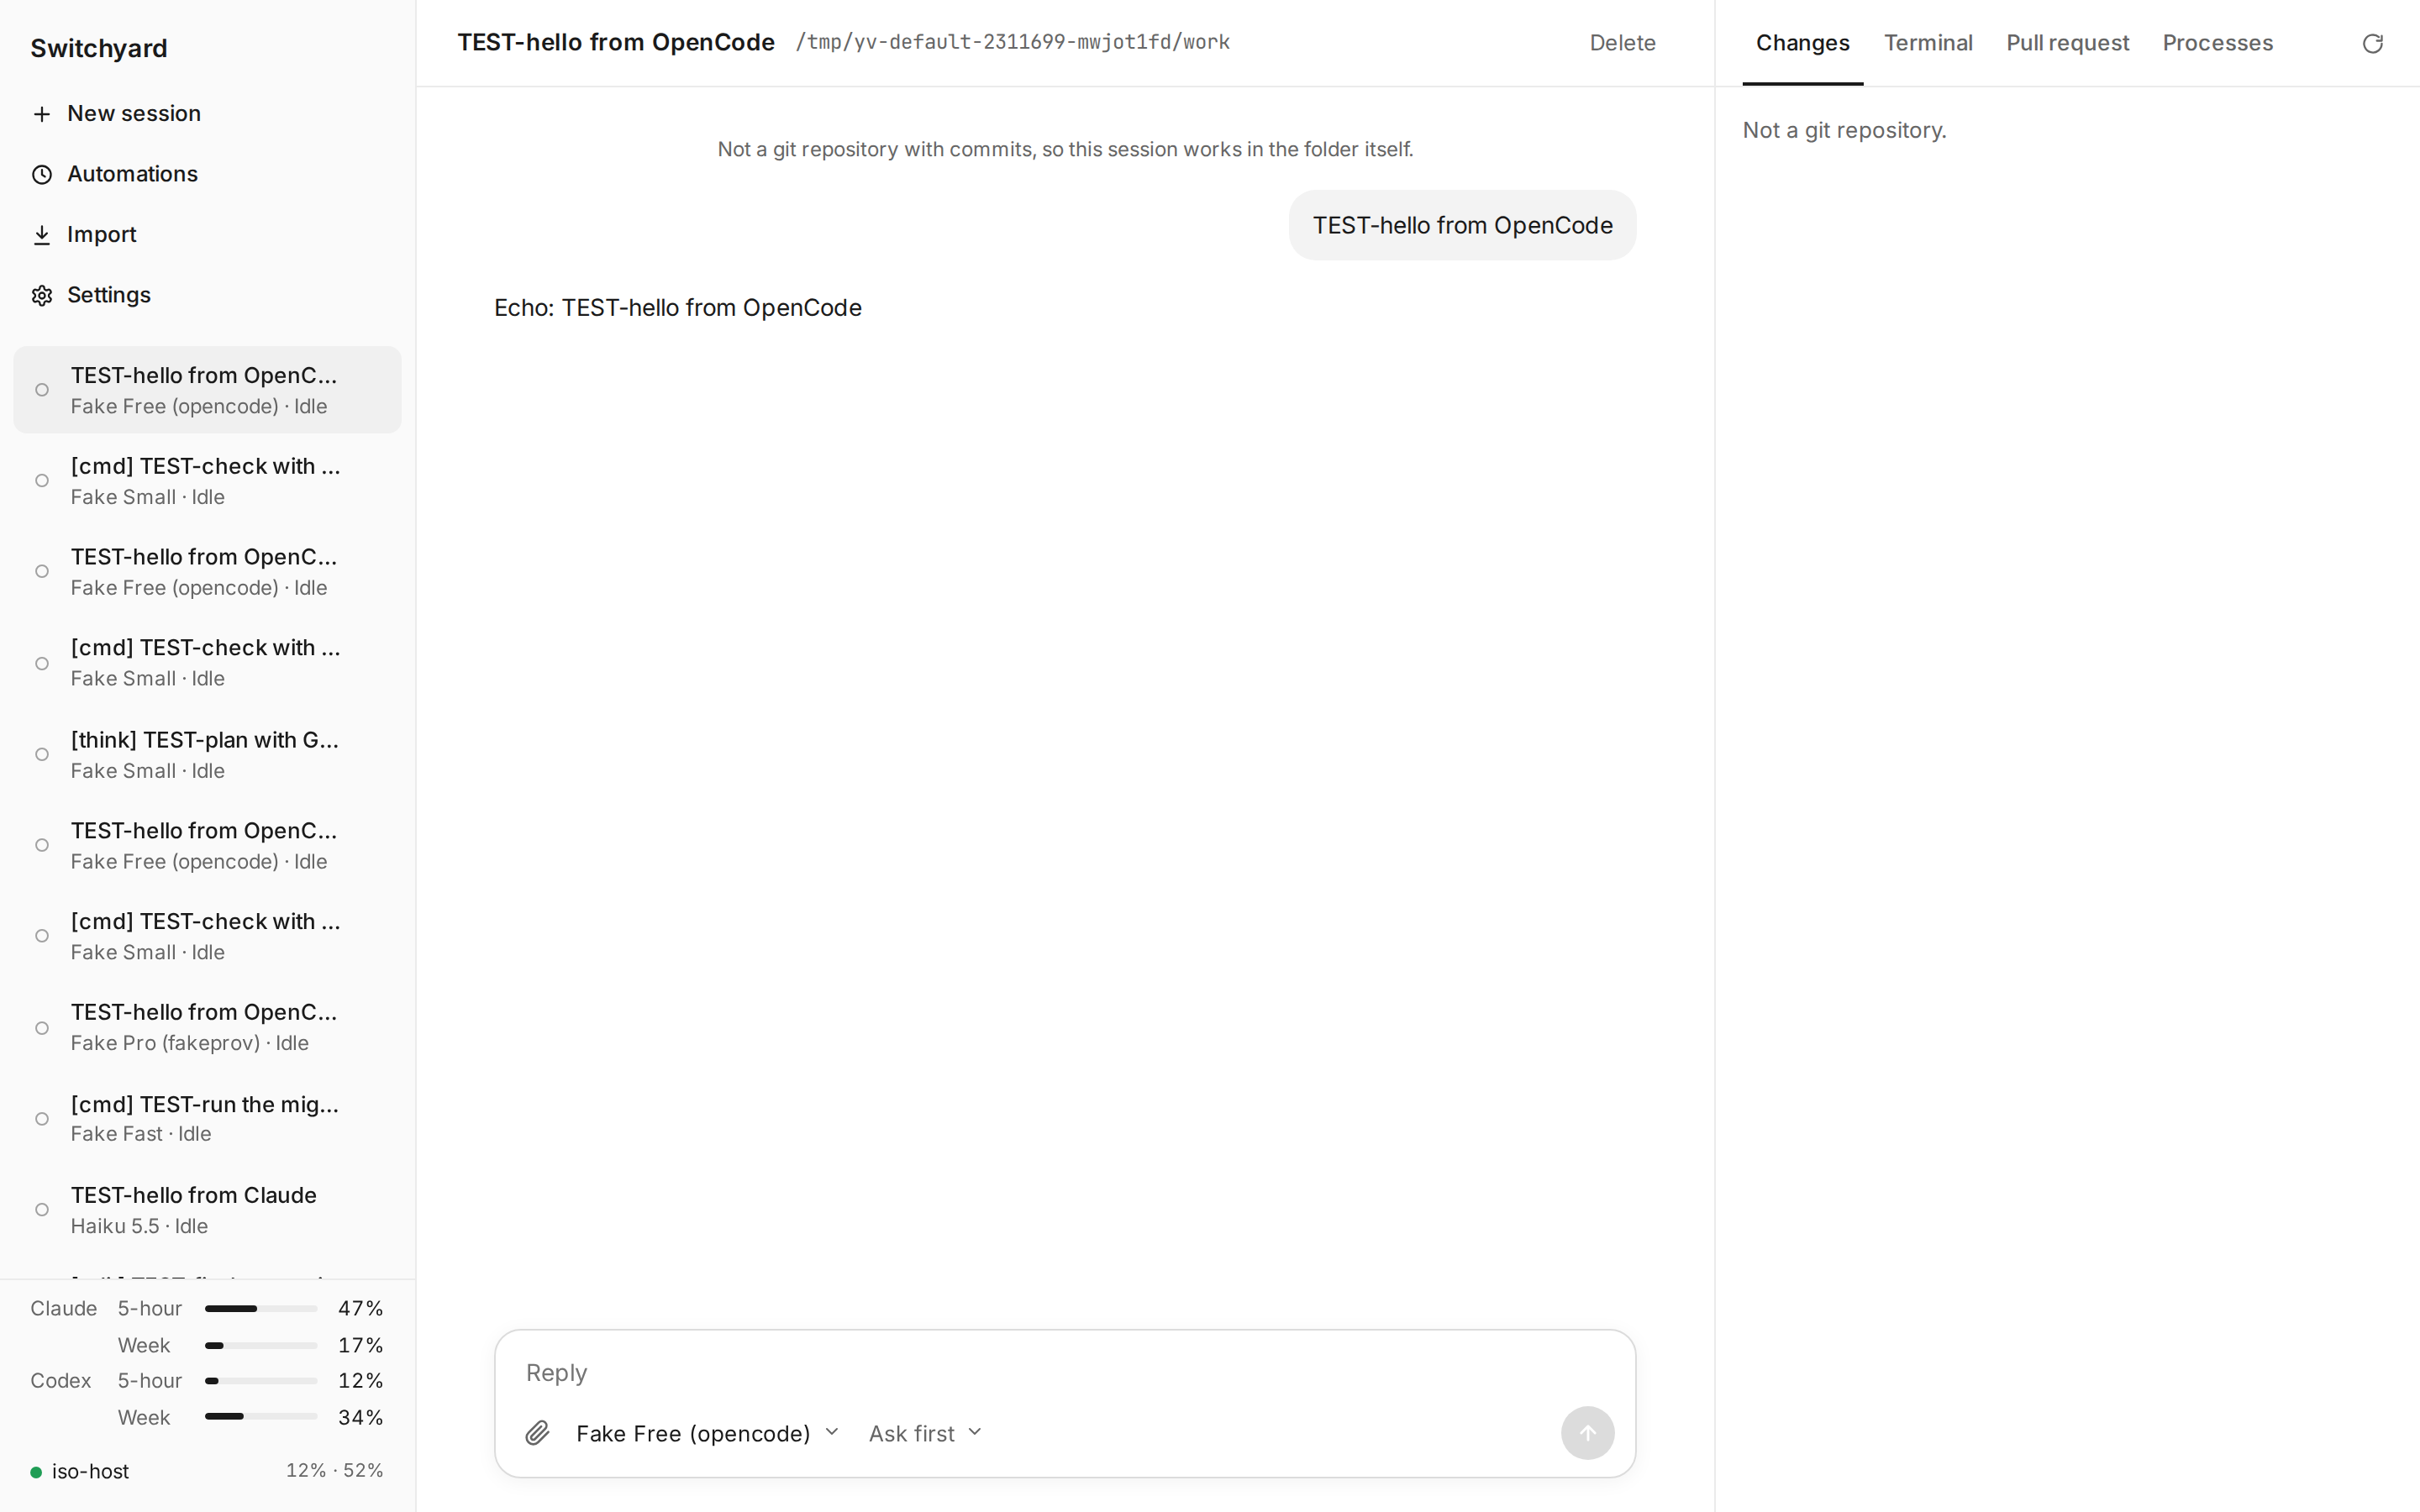 Switchyard
New session
Automations
Import
Settings
TEST-hello from OpenC...
Fake Free (opencode) · Idle
[cmd] TEST-check with ...
Fake Small · Idle
TEST-hello from OpenC...
Fake Free (opencode) · Idle
[cmd] TEST-check with ...
Fake Small · Idle
[think] TEST-plan with G...
Fake Small · Idle
TEST-hello from OpenC...
Fake Free (opencode) · Idle
[cmd] TEST-check with ...
Fake Small · Idle
TEST-hello from OpenC...
Fake Pro (fakeprov) · Idle
[cmd] TEST-run the mig...
Fake Fast · Idle
TEST-hello from Claude
Haiku 5.5 · Idle
Claude 5-hour 47%
Week 17%
Codex 5-hour 12%
Week 34%
iso-host 12% · 52%
TEST-hello from OpenCode /tmp/yv-default-2311699-mwjot1fd/work Delete
Not a git repository with commits, so this session works in the folder itself.
TEST-hello from OpenCode
Echo: TEST-hello from OpenCode
Reply
Fake Free (opencode) Ask first
Changes Terminal Pull request Processes
Not a git repository.